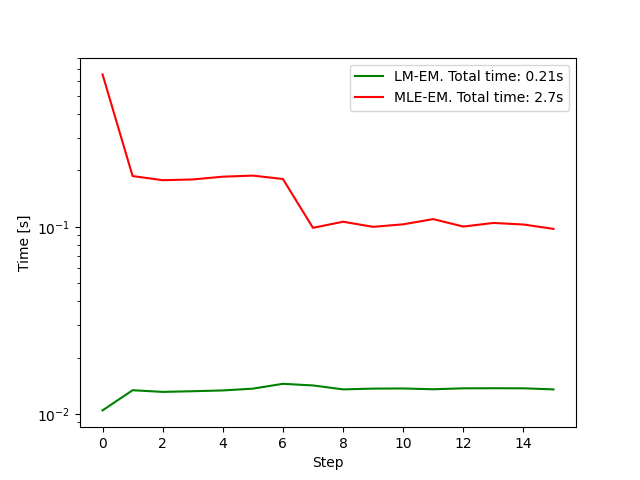 LM-EM. Total time: 0.21s
MLE-EM. Total time: 2.7s
Time [s]
10⁻¹
10⁻²
0 2 4 6 8 10 12 14
Step